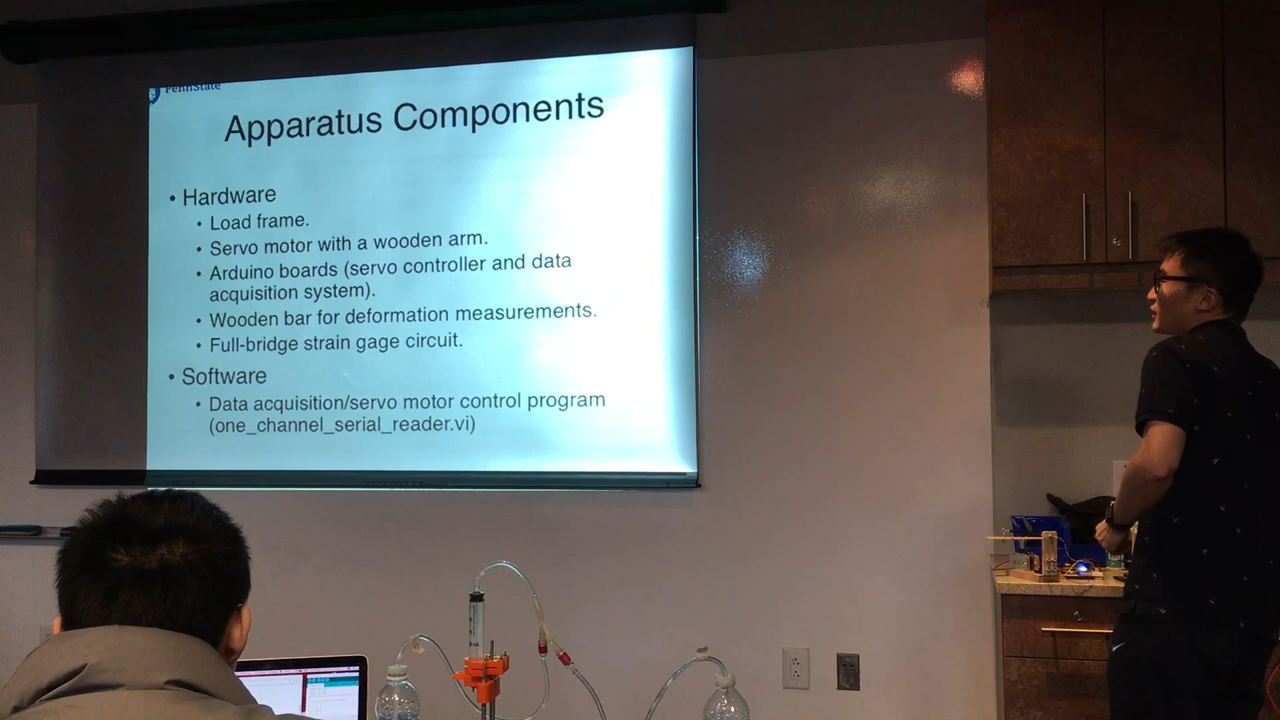 PennState
Apparatus Components
• Hardware
• Load frame.
• Servo motor with a wooden arm.
• Arduino boards (servo controller and data
acquisition system).
• Wooden bar for deformation measurements.
• Full-bridge strain gage circuit.
• Software
• Data acquisition/servo motor control program
(one_channel_serial_reader.vi)